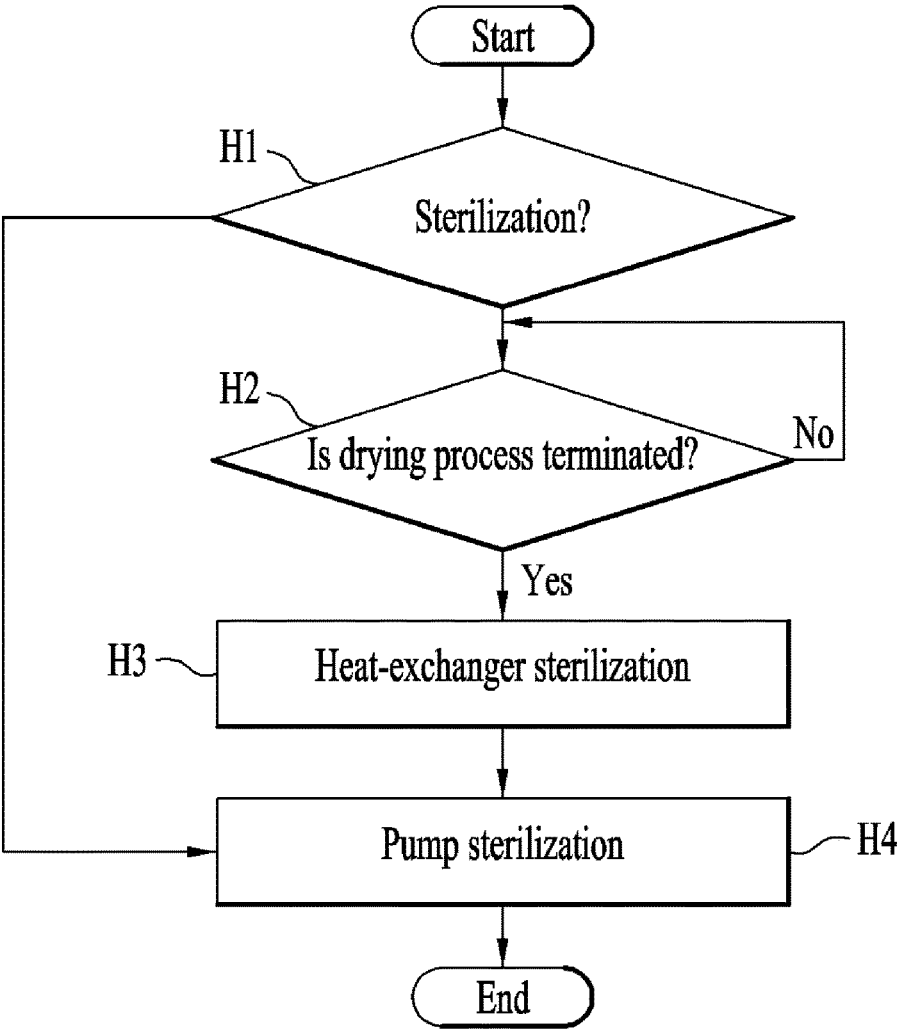 Start
H1
Sterilization?
H2
Is drying process terminated?
No
Yes
H3
Heat-exchanger sterilization
Pump sterilization
H4
End